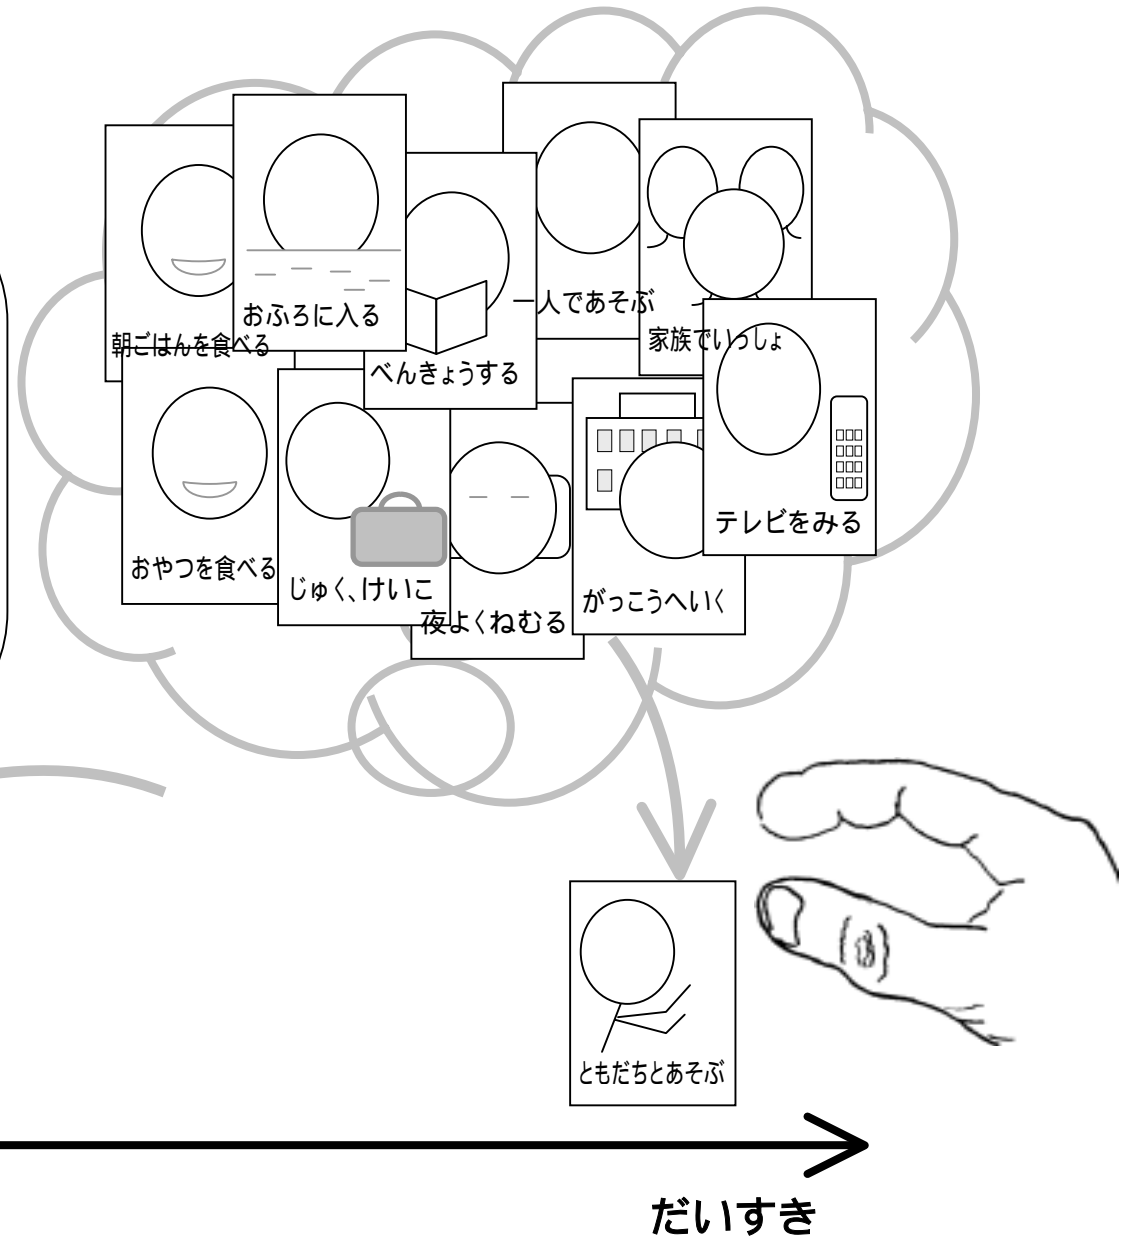 一人であそぶ
おふろに入る
家族でいっしょ
朝ごはんを食べる
べんきょうする
テレビをみる
おやつを食べる
じゅく、けいこ
がっこうへいく
夜よくねむる
ともだちとあそぶ
だいすき